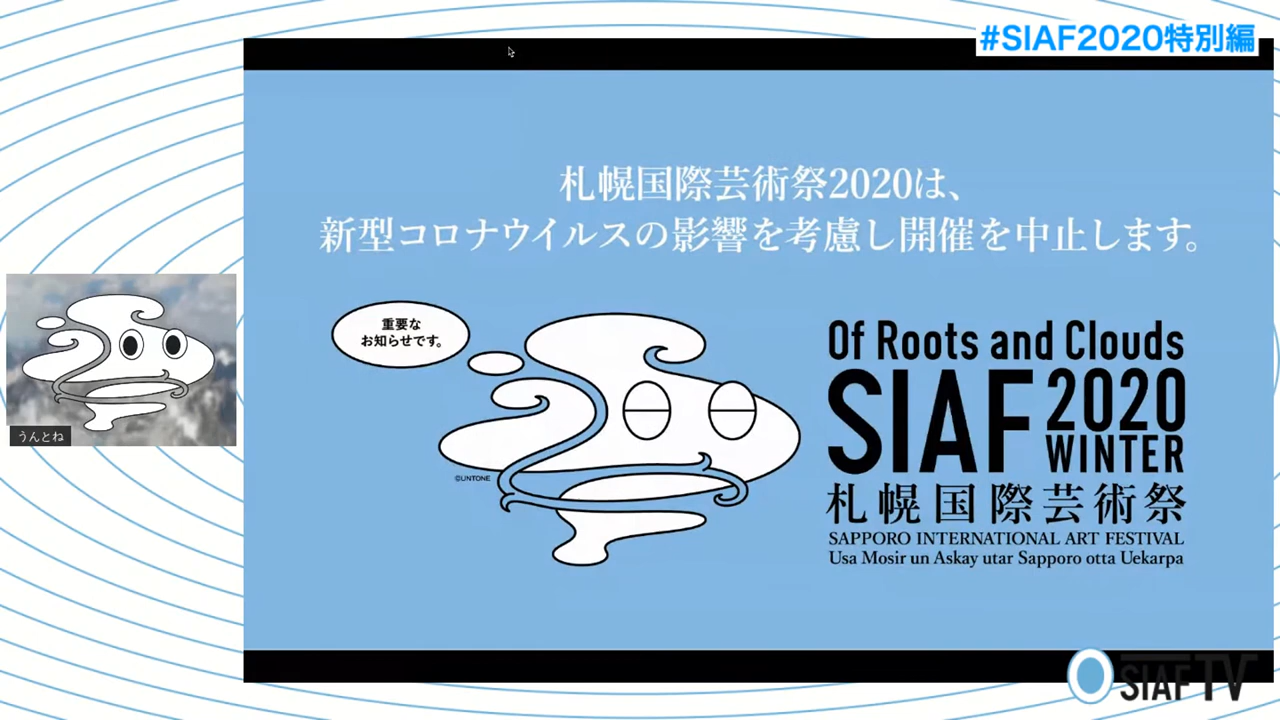 #SIAF2020特別編
札幌国際芸術祭2020は、
新型コロナウイルスの影響を考慮し開催を中止します。
重要な
お知らせです。
©UNTONE
Of Roots and Clouds
SIAF 2020
WINTER
札幌国際芸術祭
SAPPORO INTERNATIONAL ART FESTIVAL
Usa Mosir un Askay utar Sapporo otta Uekarpa
うんとね
SIAF TV